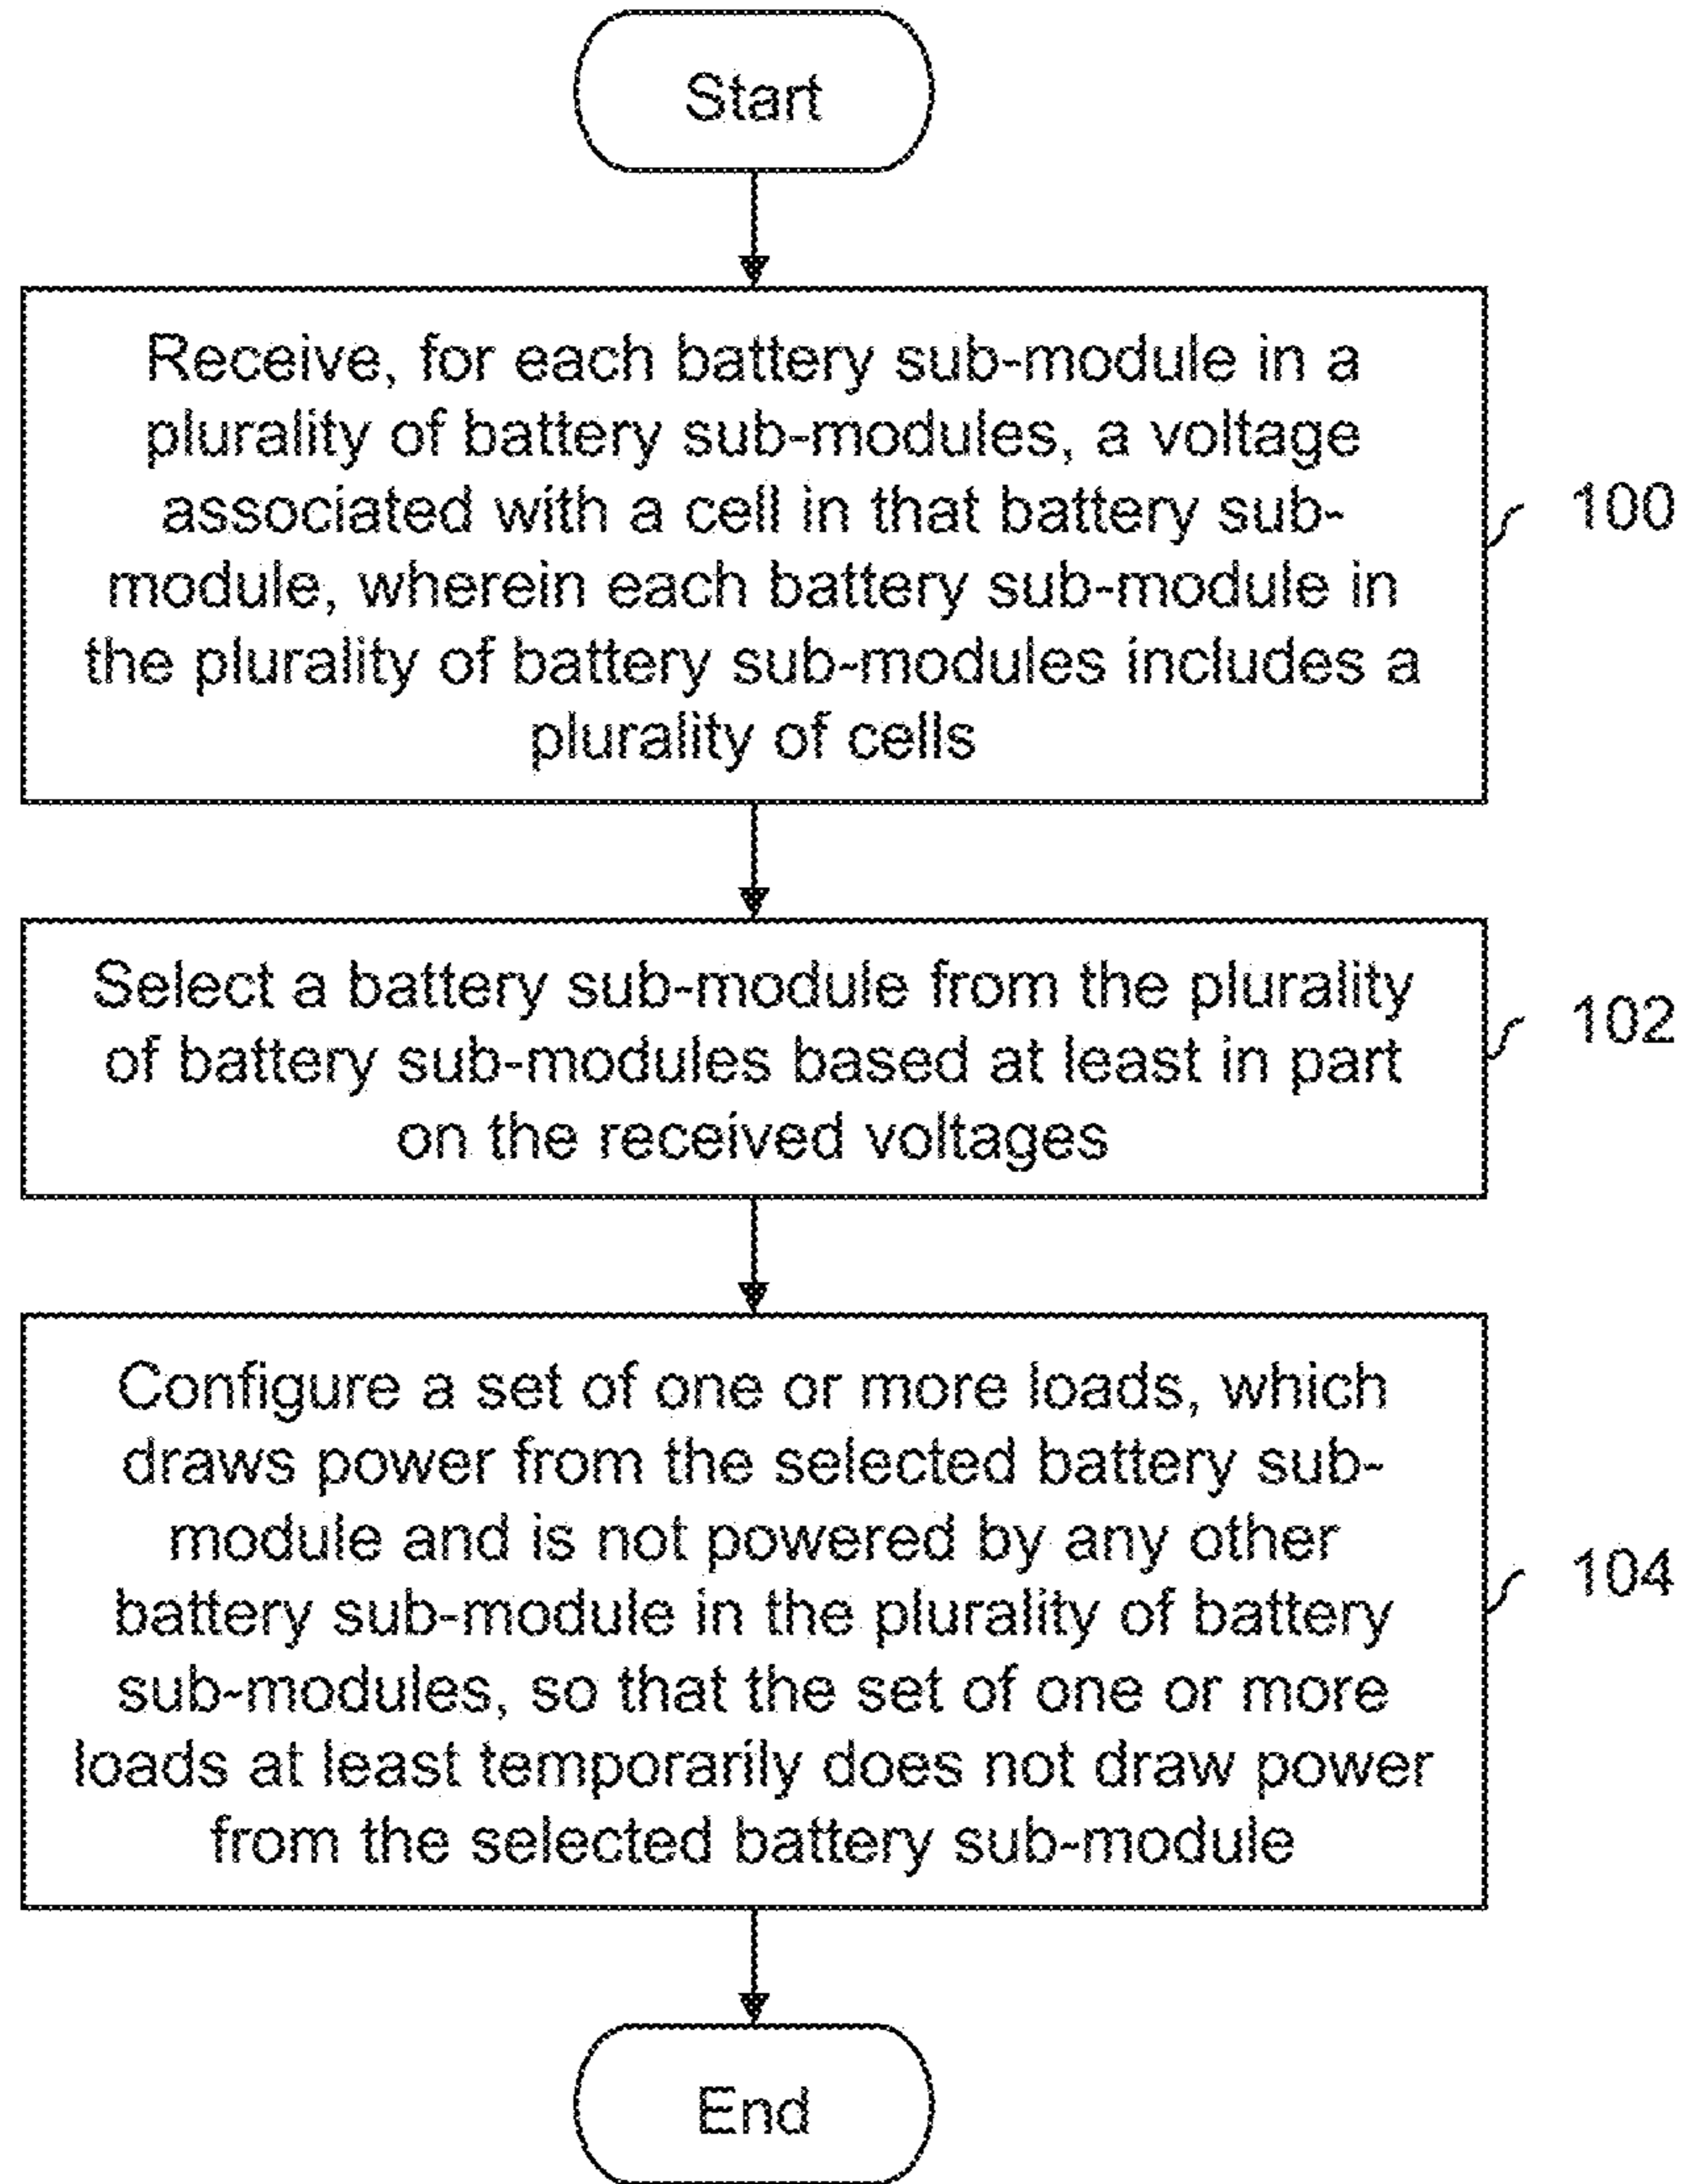 Start
Receive, for each battery sub-module in a
plurality of battery sub-modules, a voltage
associated with a cell in that battery sub-
module, wherein each battery sub-module in
the plurality of battery sub-modules includes a
plurality of cells
100
Select a battery sub-module from the plurality
of battery sub-modules based at least in part
on the received voltages
102
Configure a set of one or more loads, which
draws power from the selected battery sub-
module and is not powered by any other
battery sub-module in the plurality of battery
sub-modules, so that the set of one or more
loads at least temporarily does not draw power
from the selected battery sub-module
104
End